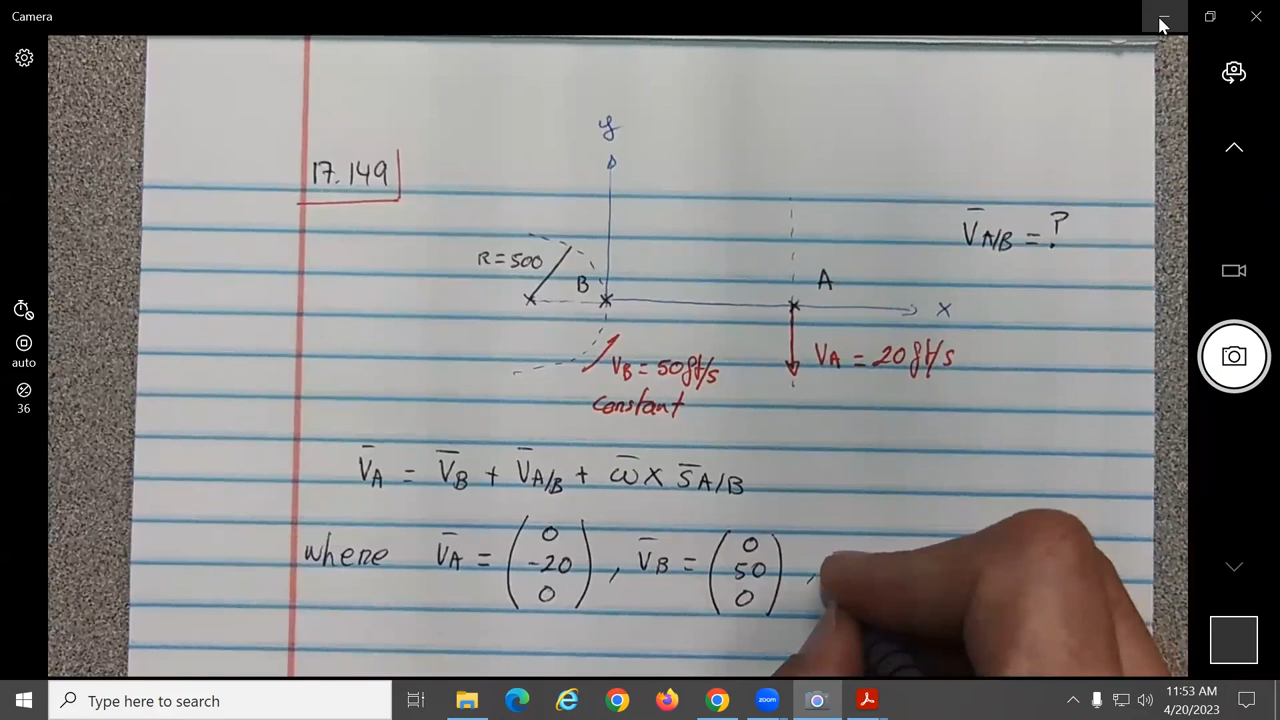 Camera
y
17.149
V̄A/B = ?
R = 500
B
A
x
VB = 50 ft/s
VA = 20 ft/s
constant
V̄A = V̄B + V̄A/B + ω̄ × s̄A/B
where V̄A = (0 -20 0), V̄B = (0 50 0),
auto
36
Type here to search
zoom
11:53 AM
4/20/2023